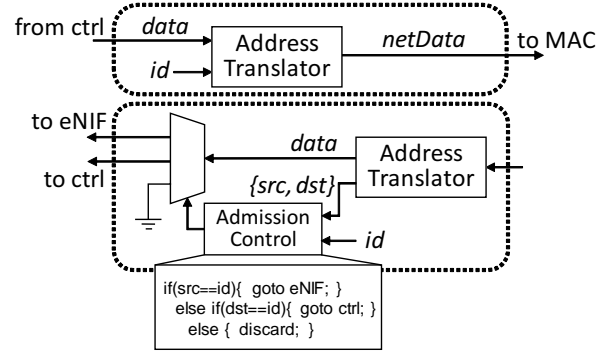 from ctrl
data
id
Address
Translator
netData
to MAC
to eNIF
to ctrl
data
{src, dst}
Address
Translator
Admission
Control
id
if(src==id){ goto eNIF; }
else if(dst==id){ goto ctrl; }
else { discard; }